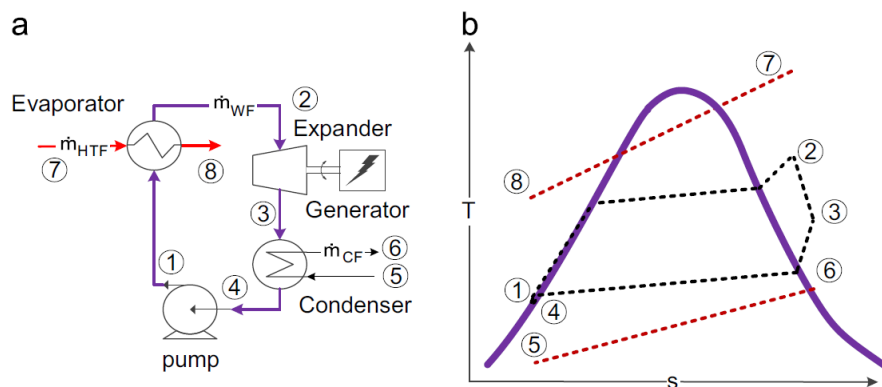 a
Evaporator
ṁWF
②
Expander
ṁHTF
⑦
⑧
Generator
③
ṁCF
⑥
⑤
①
④
Condenser
pump
b
⑦
②
⑧
T
③
⑥
①
④
⑤
s